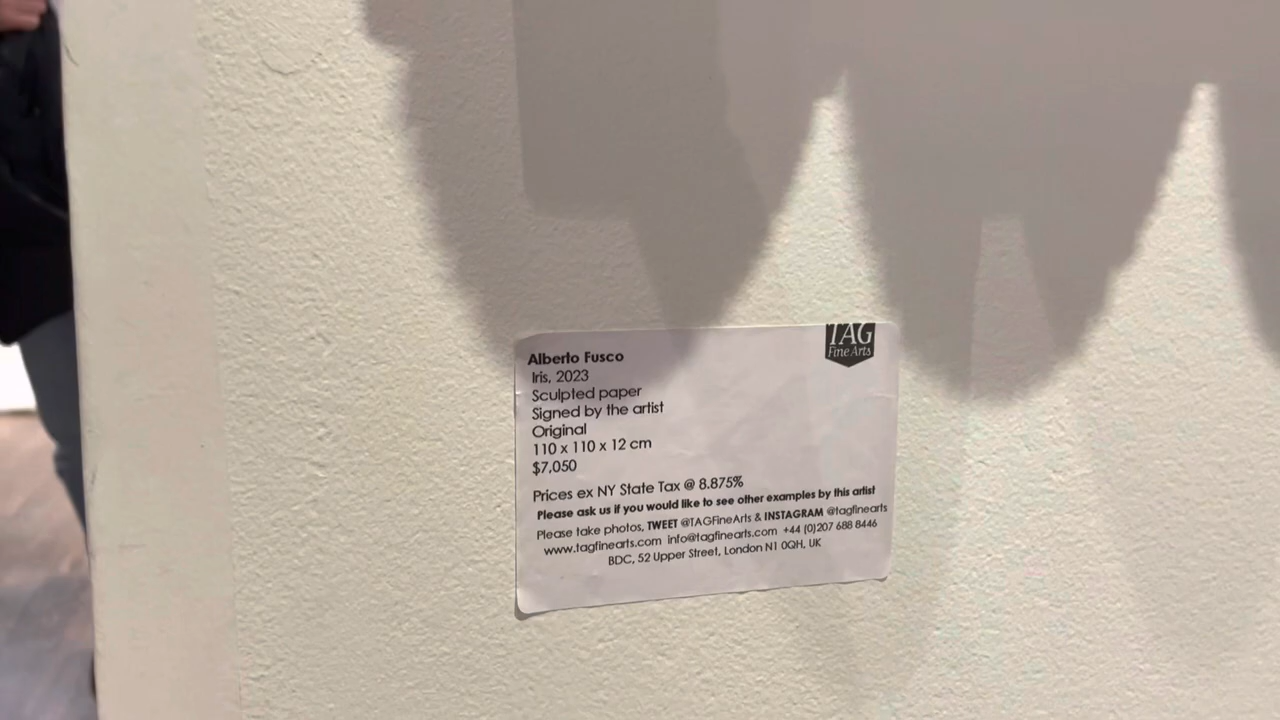 TAG
Fine Arts
Alberto Fusco
Iris, 2023
Sculpted paper
Signed by the artist
Original
110 x 110 x 12 cm
$7,050
Prices ex NY State Tax @ 8.875%
Please ask us if you would like to see other examples by this artist
Please take photos, TWEET @TAGFineArts & INSTAGRAM @tagfinearts
www.tagfinearts.com info@tagfinearts.com +44 (0)207 688 8446
BDC, 52 Upper Street, London N1 0QH, UK